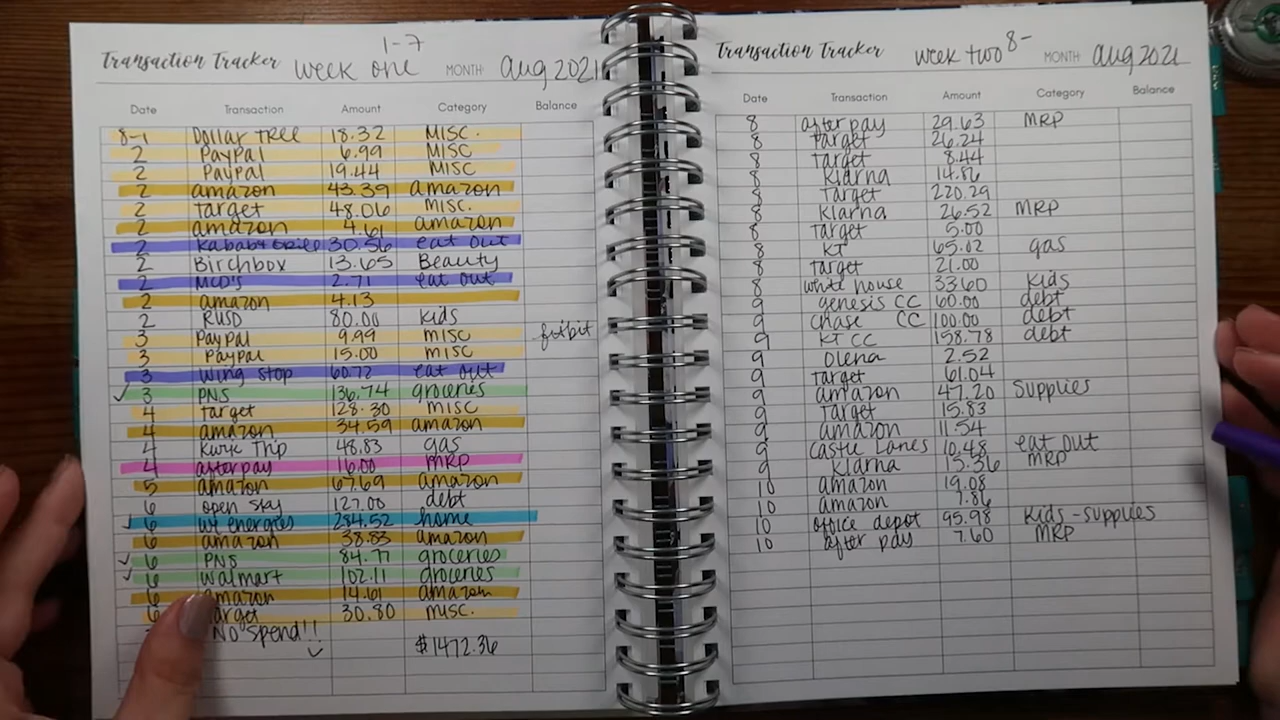 1-7
Transaction Tracker week one MONTH: aug 2021
Date Transaction Amount Category Balance
8-1 Dollar Tree 18.32 MISC.
2 PayPal 6.99 MISC
2 PayPal 19.44 MISC
2 amazon 43.39 amazon
2 target 48.06 misc.
2 amazon 4.61 amazon
2 30.56 eat out
2 Birchbox 13.65 Beauty
2 MCD's 2.71 eat out
2 amazon 4.13
2 RUSD 80.00 kids
3 PayPal 9.99 misc fitbit
3 PayPal 15.00 misc
3 wing stop 60.72 eat out
✓ 3 PNS 136.74 groceries
4 target 128.30 misc
4 amazon 34.59 amazon
4 Kwik Trip 48.83 gas
4 afterpay 16.00 MRP
5 amazon 67.69 amazon
6 open sky 127.00 debt
✓ 6 we energies 284.52 home
6 amazon 38.83 amazon
✓ 6 PNS 84.77 groceries
✓ 6 walmart 102.11 groceries
6 amazon 14.61 amazon
6 target 30.80 misc.
NO Spend!!
✓ $1472.36
Transaction Tracker week two 8- MONTH: aug 2021
Date Transaction Amount Category Balance
8 after pay 29.63 MRP
8 target 26.24
8 target 8.44
8 Klarna 14.86
8 Target 220.29
8 Klarna 26.52 MRP
8 target 5.00
8 KT 65.02 gas
8 target 21.00
8 white house 33.60 kids
9 genesis CC 60.00 debt
9 chase CC 100.00 debt
9 KT CC 158.78 debt
9 Olena 2.52
9 target 61.04
9 amazon 47.20 Supplies
9 target 15.83
9 amazon 11.54
9 Castle Lanes 10.48 eat out
9 Klarna 15.36 MRP
10 amazon 19.08
10 amazon 7.86
10 office depot 95.98 Kids-supplies
10 after pay 7.60 MRP